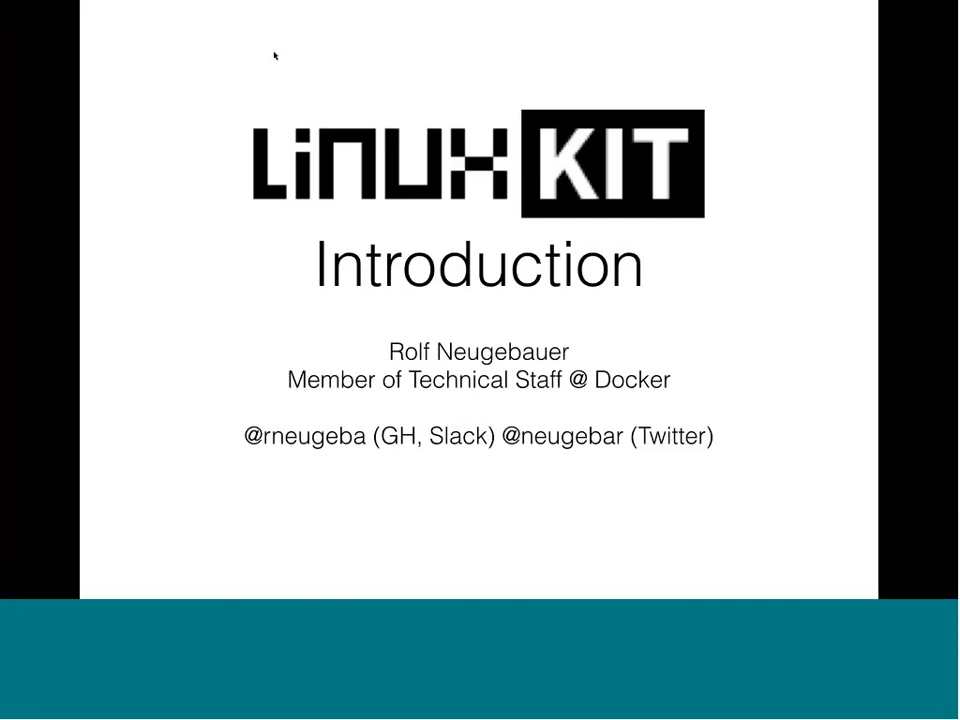 LiNUX KIT
Introduction
Rolf Neugebauer
Member of Technical Staff @ Docker
@rneugeba (GH, Slack) @neugebar (Twitter)